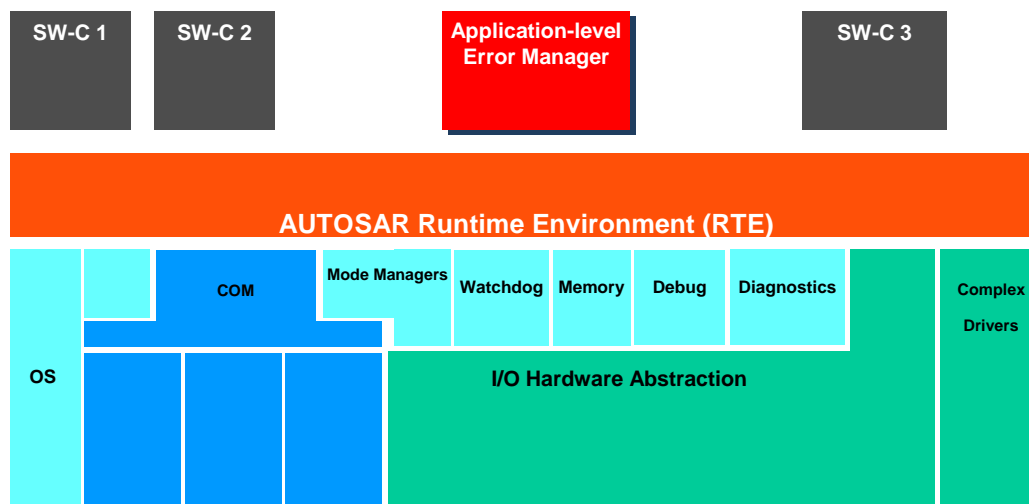 SW-C 1
SW-C 2
Application-level
Error Manager
SW-C 3
AUTOSAR Runtime Environment (RTE)
COM
Mode Managers
Watchdog
Memory
Debug
Diagnostics
Complex
Drivers
OS
I/O Hardware Abstraction